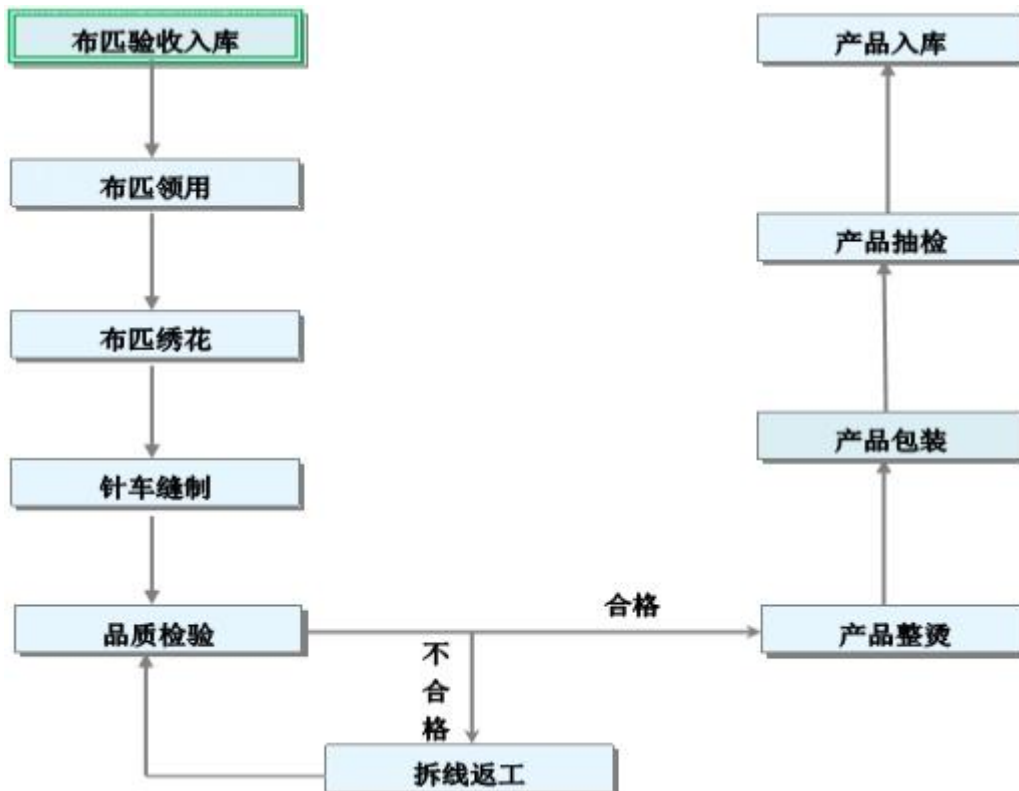 布匹验收入库
布匹领用
布匹绣花
针车缝制
品质检验
不
合
格
拆线返工
合格
产品整烫
产品包装
产品抽检
产品入库